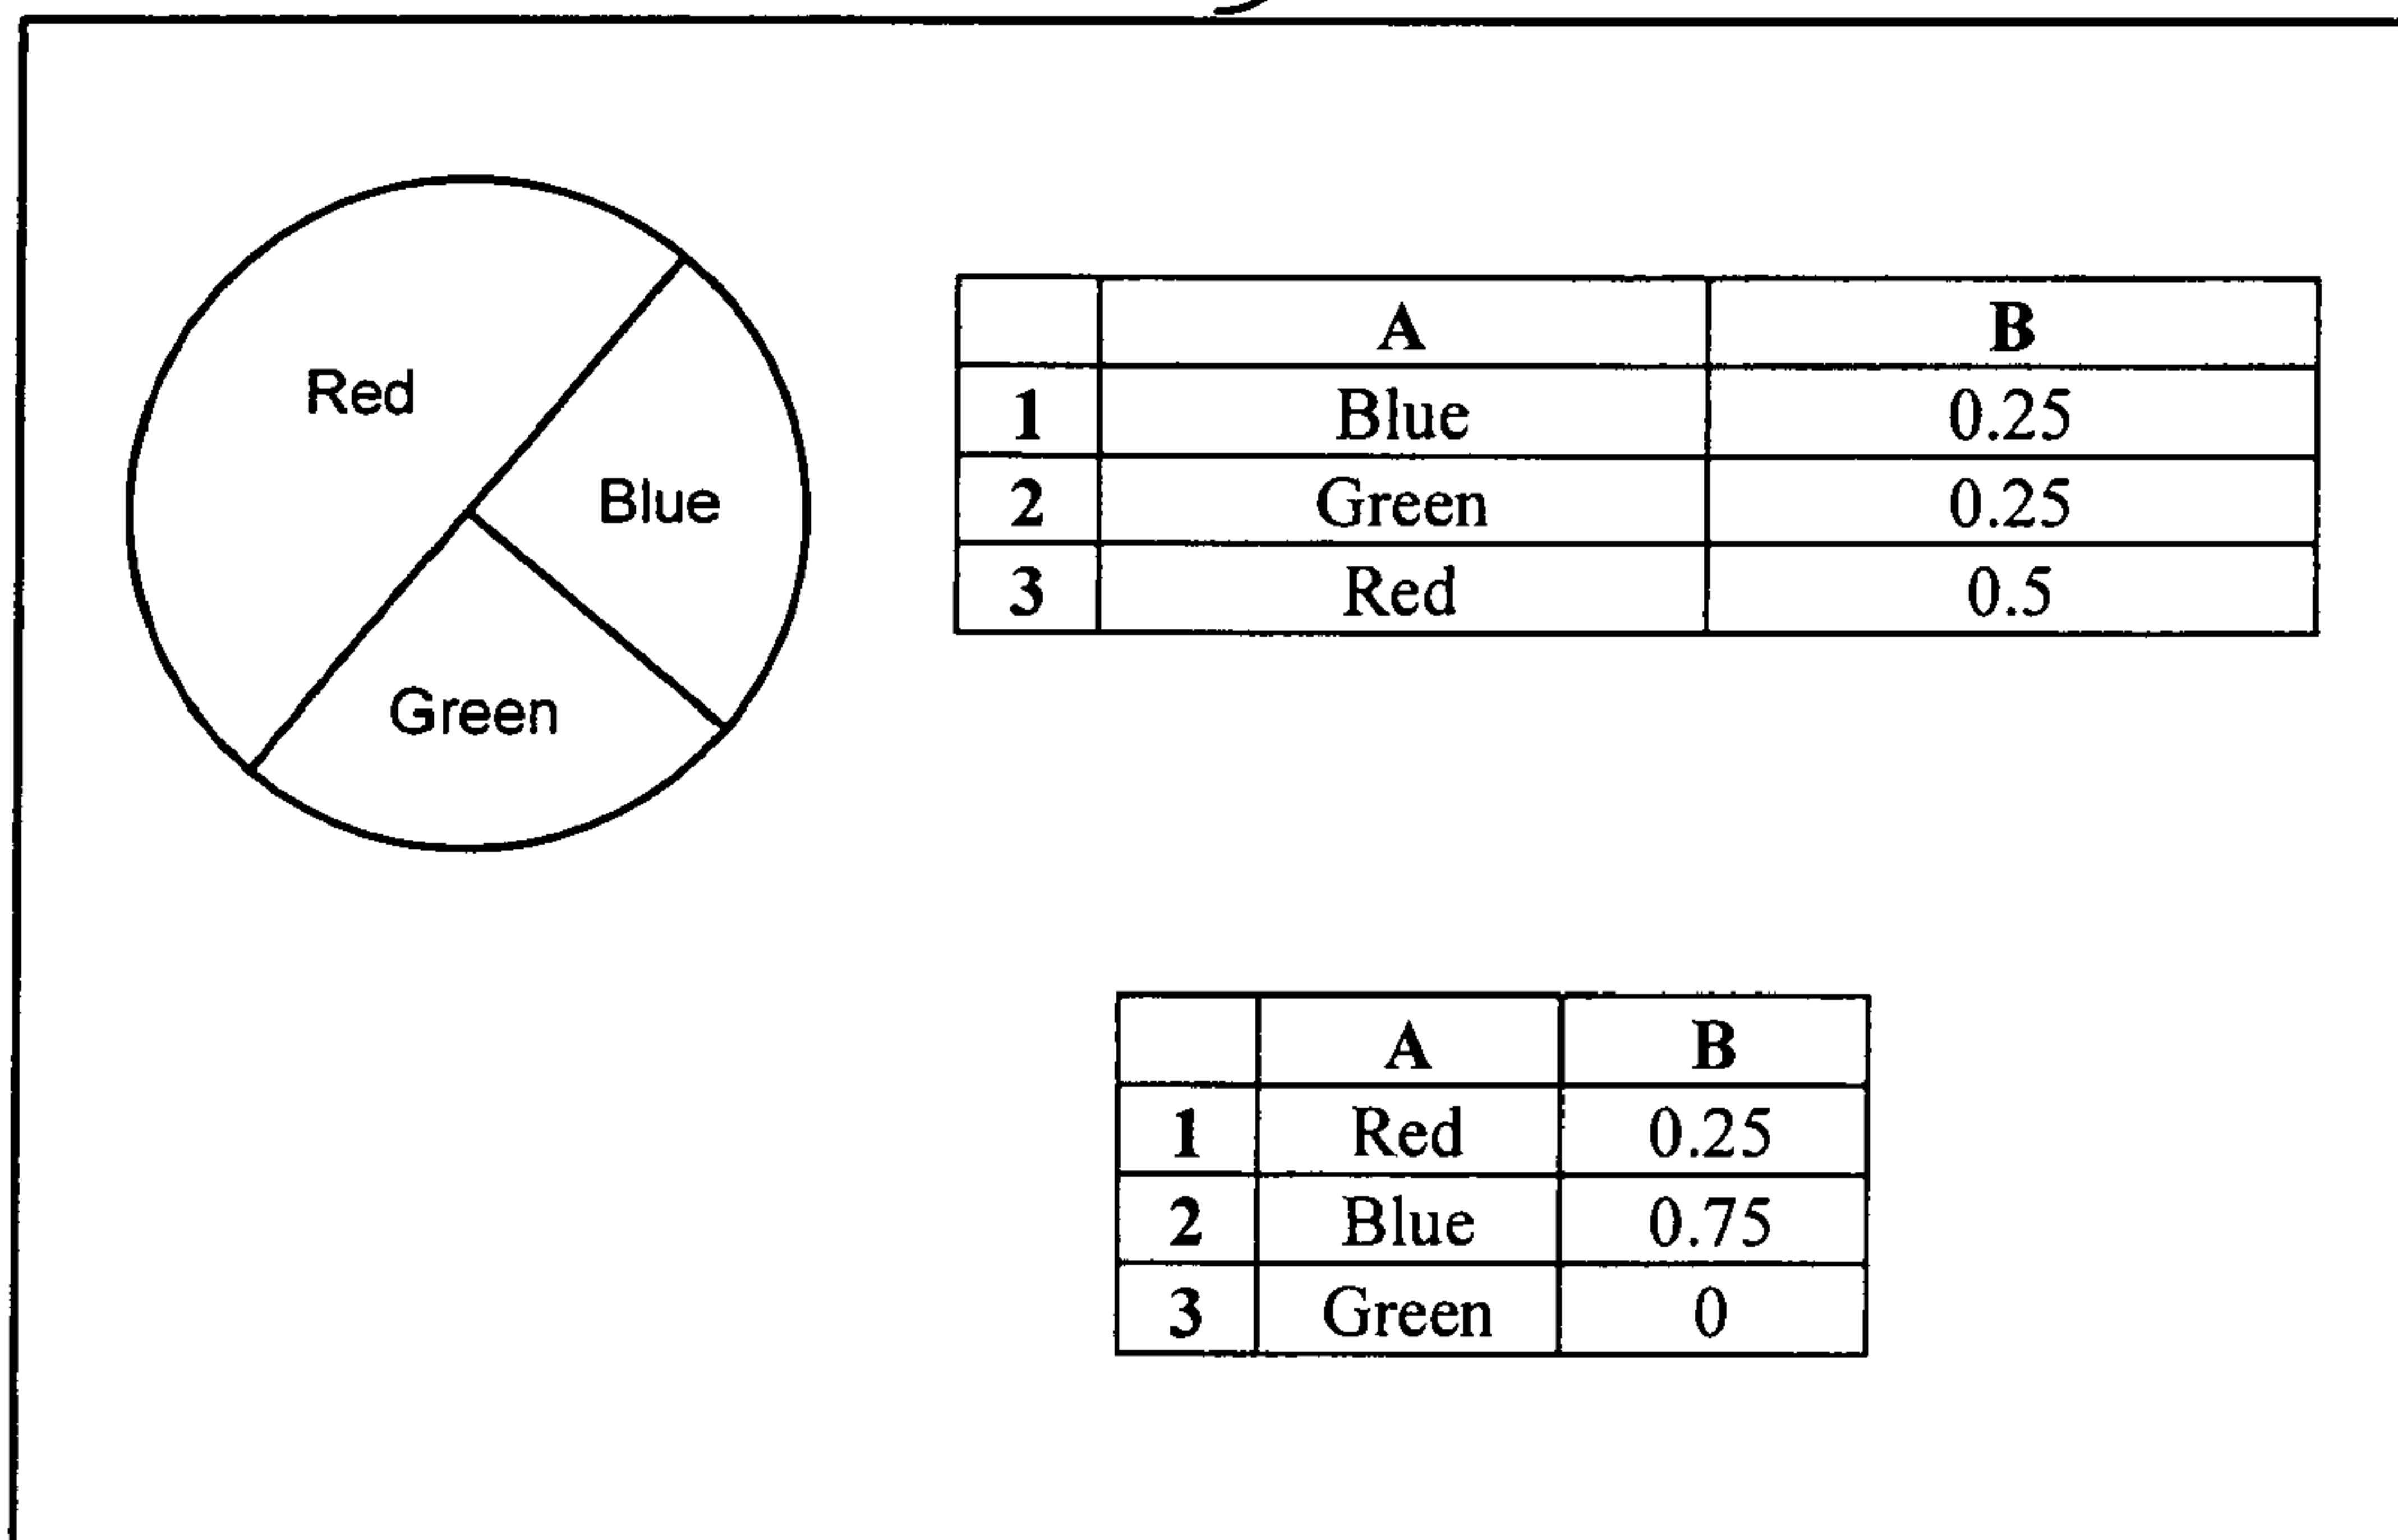 Red
Blue
Green
A B
1 Blue 0.25
2 Green 0.25
3 Red 0.5
A B
1 Red 0.25
2 Blue 0.75
3 Green 0